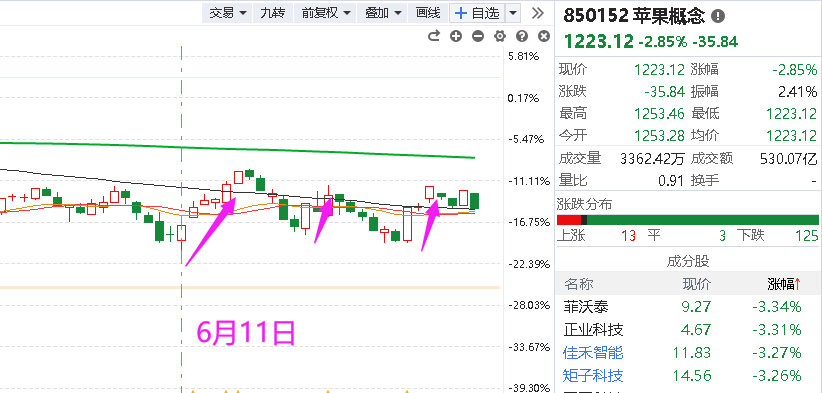 交易 九转 前复权 叠加 画线 + 自选
850152 苹果概念
1223.12 -2.85% -35.84
现价 1223.12 涨幅 -2.85%
涨跌 -35.84 振幅 2.41%
最高 1253.46 最低 1223.12
今开 1253.28 均价 1223.12
成交量 3362.42万 成交额 530.07亿
量比 0.91 换手 -
涨跌分布
上涨 13 平 3 下跌 125
成分股
名称 现价 涨幅↑
菲沃泰 9.27 -3.34%
正业科技 4.67 -3.31%
佳禾智能 11.83 -3.27%
矩子科技 14.56 -3.26%
5.81%
0.17%
-5.47%
-11.11%
-16.75%
-22.39%
-28.03%
-33.67%
-39.30%
6月11日